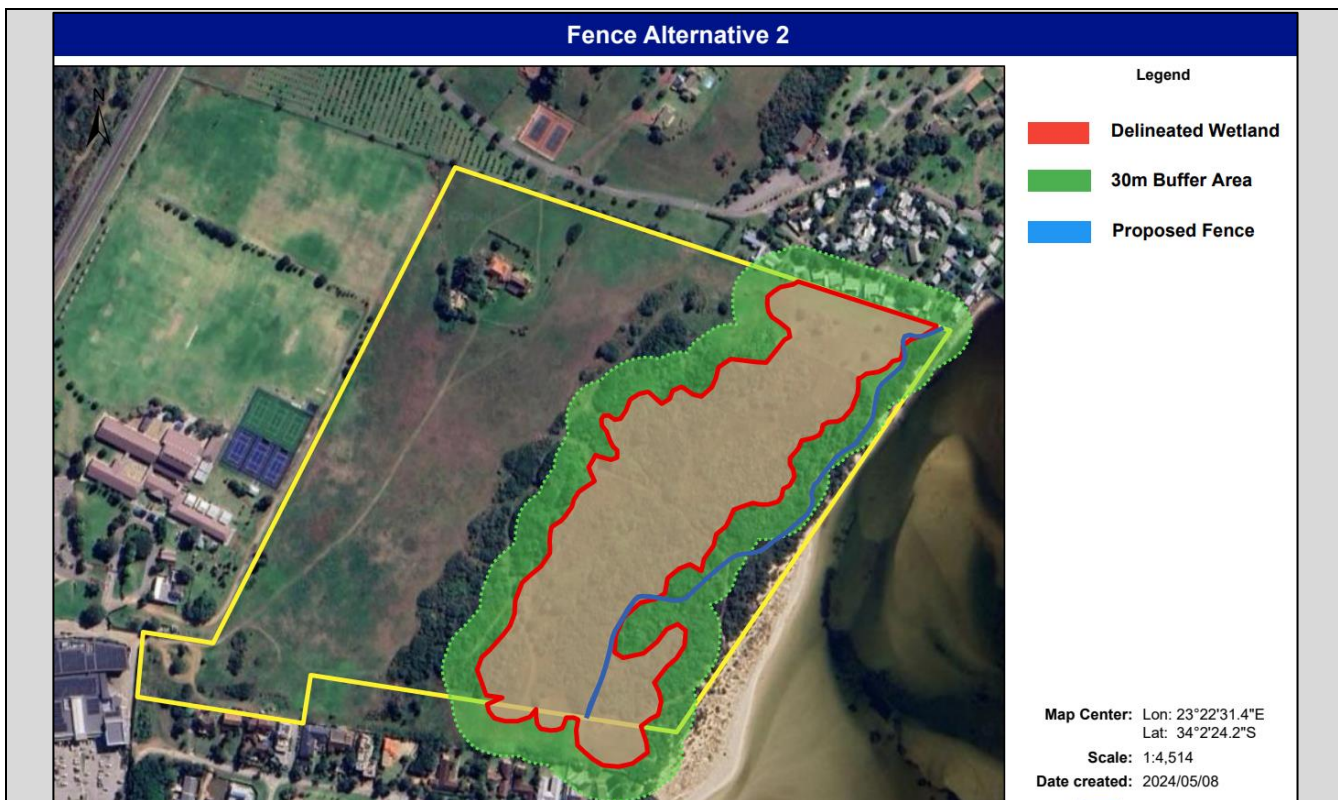 Fence Alternative 2
N
Legend
Delineated Wetland
30m Buffer Area
Proposed Fence
Map Center: Lon: 23°22'31.4"E
Lat: 34°2'24.2"S
Scale: 1:4,514
Date created: 2024/05/08